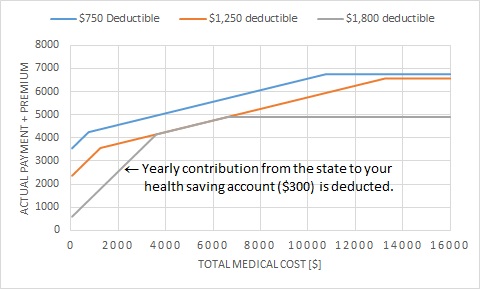 $750 Deductible $1,250 deductible $1,800 deductible
8000
7000
6000
5000
4000
3000
2000
1000
0
ACTUAL PAYMENT + PREMIUM
← Yearly contribution from the state to your
health saving account ($300) is deducted.
0 2000 4000 6000 8000 10000 12000 14000 16000
TOTAL MEDICAL COST [$]